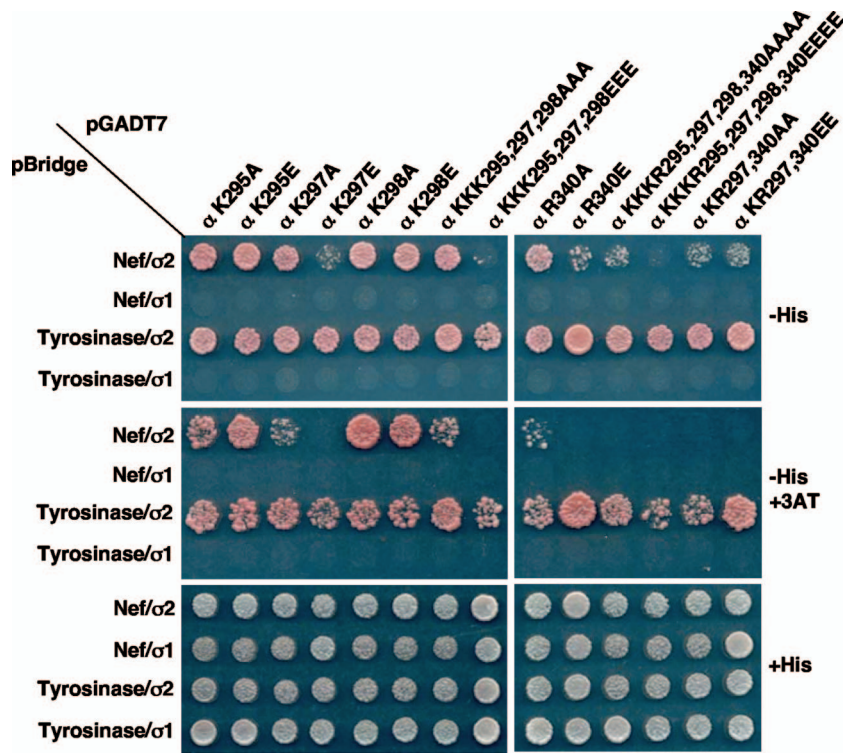 pGADT7
pBridge
α K295A
α K295E
α K297A
α K297E
α K298A
α K298E
α KKK295,297,298AAA
α KKK295,297,298EEE
α R340A
α R340E
α KKKR295,297,298,340AAAA
α KKKR295,297,298,340EEEE
α KR297,340AA
α KR297,340EE
Nef/σ2
Nef/σ1
Tyrosinase/σ2
Tyrosinase/σ1
-His
Nef/σ2
Nef/σ1
Tyrosinase/σ2
Tyrosinase/σ1
-His
+3AT
Nef/σ2
Nef/σ1
Tyrosinase/σ2
Tyrosinase/σ1
+His